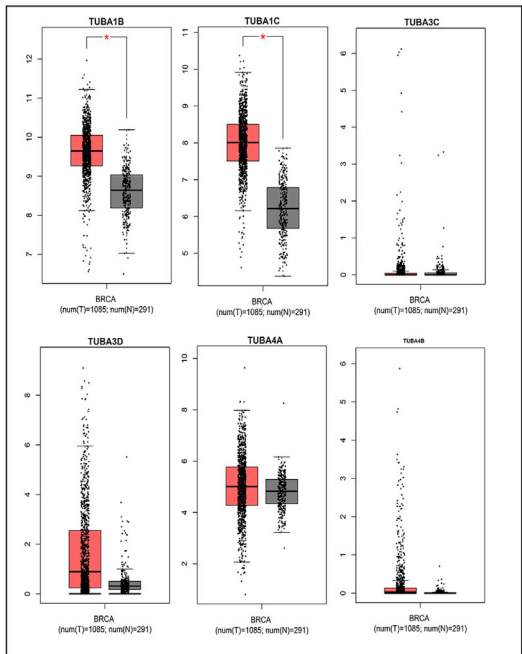 TUBA1B
TUBA1C
TUBA3C
*
*
12
11
10
9
8
7
10
9
8
7
6
5
6
5
4
3
2
1
0
BRCA
(num(T)=1085; num(N)=291)
BRCA
(num(T)=1085; num(N)=291)
BRCA
(num(T)=1085; num(N)=291)
TUBA3D
TUBA4A
TUBA4B
8
6
4
2
0
10
8
6
4
2
6
5
4
3
2
1
0
BRCA
(num(T)=1085; num(N)=291)
BRCA
(num(T)=1085; num(N)=291)
BRCA
(num(T)=1085; num(N)=291)